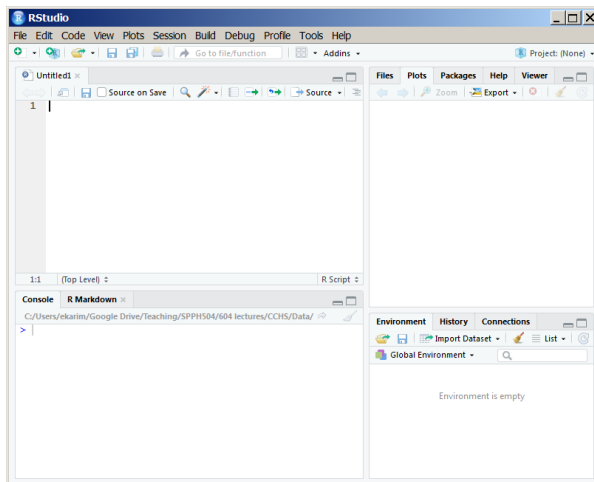 RStudio
File Edit Code View Plots Session Build Debug Profile Tools Help
Go to file/function Addins Project: (None)
Untitled1
Source on Save Source
1
1:1 (Top Level) R Script
Console R Markdown
C:/Users/ekarim/Google Drive/Teaching/SPPH504/604 lectures/CCHS/Data/
>
Files Plots Packages Help Viewer
Zoom Export
Environment History Connections
Import Dataset List
Global Environment
Environment is empty